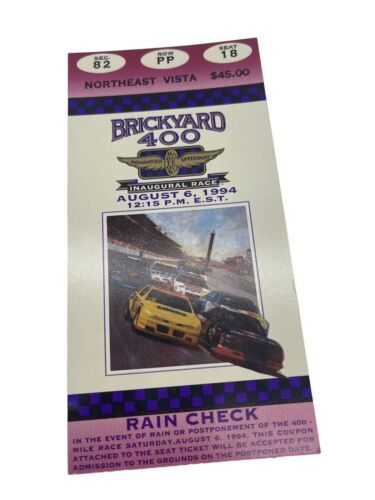 SEC. ROW SEAT
82 PP 18
NORTHEAST VISTA $45.00
BRICKYARD
400
INDIANAPOLIS MOTOR SPEEDWAY
INAUGURAL RACE
AUGUST 6, 1994
12:15 P.M. E.S.T.
RAIN CHECK
IN THE EVENT OF RAIN OR POSTPONEMENT OF THE 400 -
MILE RACE SATURDAY, AUGUST 6, 1994, THIS COUPON
ATTACHED TO THE SEAT TICKET WILL BE ACCEPTED FOR
ADMISSION TO THE GROUNDS ON THE POSTPONED DATE.